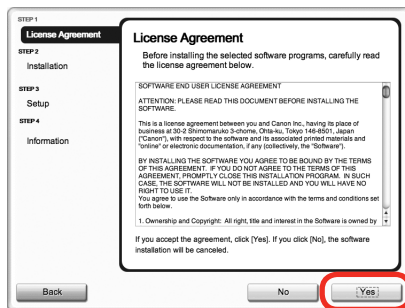 STEP 1
License Agreement
STEP 2
Installation
STEP 3
Setup
STEP 4
Information
License Agreement
Before installing the selected software programs, carefully read
the license agreement below.
SOFTWARE END USER LICENSE AGREEMENT
ATTENTION: PLEASE READ THIS DOCUMENT BEFORE INSTALLING THE
SOFTWARE.
This is a license agreement between you and Canon Inc., having its place of
business at 30-2 Shimomaruko 3-chome, Ohta-ku, Tokyo 146-8501, Japan
("Canon"), with respect to the software and its associated printed materials and
"online" or electronic documentation, if any (collectively, the "Software").
BY INSTALLING THE SOFTWARE YOU AGREE TO BE BOUND BY THE TERMS
OF THIS AGREEMENT. IF YOU DO NOT AGREE TO THE TERMS OF THIS
AGREEMENT, PROMPTLY CLOSE THIS INSTALLATION PROGRAM. IN SUCH
CASE, THE SOFTWARE WILL NOT BE INSTALLED AND YOU WILL HAVE NO
RIGHT TO USE IT.
You agree to use the Software only in accordance with the terms and conditions set
forth below.
1. Ownership and Copyright: All right, title and interest in the Software is owned by
If you accept the agreement, click [Yes]. If you click [No], the software
installation will be canceled.
Back
No
Yes